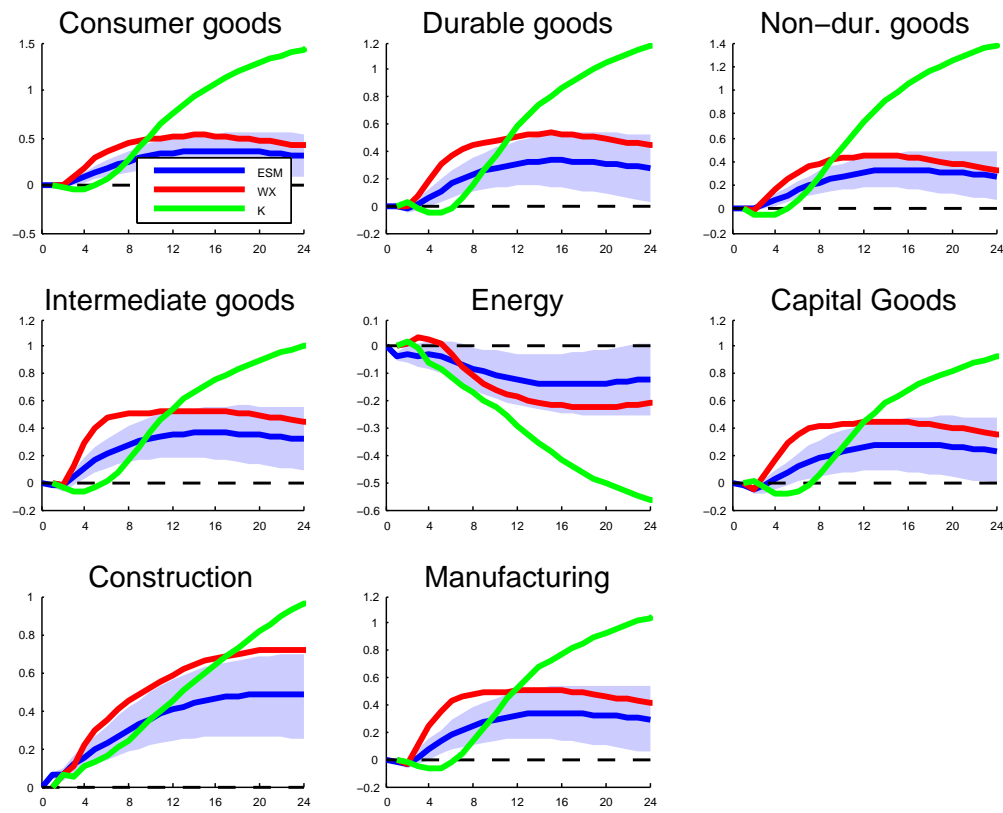 Consumer goods Durable goods Non−dur. goods
1.5 1.2 1.4
1 1 1.2
0.8 1
0.5 0.6 0.8
0.4 0.6
0 0.2 0.4
0 0.2
−0.5 −0.2 0
−0.2
ESM
WX
K
0 4 8 12 16 20 24 0 4 8 12 16 20 24 0 4 8 12 16 20 24
Intermediate goods Energy Capital Goods
1.2 0.1 1.2
1 0 1
0.8 −0.1 0.8
0.6 −0.2 0.6
0.4 −0.3 0.4
0.2 −0.4 0.2
0 −0.5 0
−0.2 −0.6 −0.2
0 4 8 12 16 20 24 0 4 8 12 16 20 24 0 4 8 12 16 20 24
Construction Manufacturing
1 1.2
0.8 1
0.6 0.8
0.4 0.6
0.2 0.4
0 0.2
0
−0.2
0 4 8 12 16 20 24 0 4 8 12 16 20 24